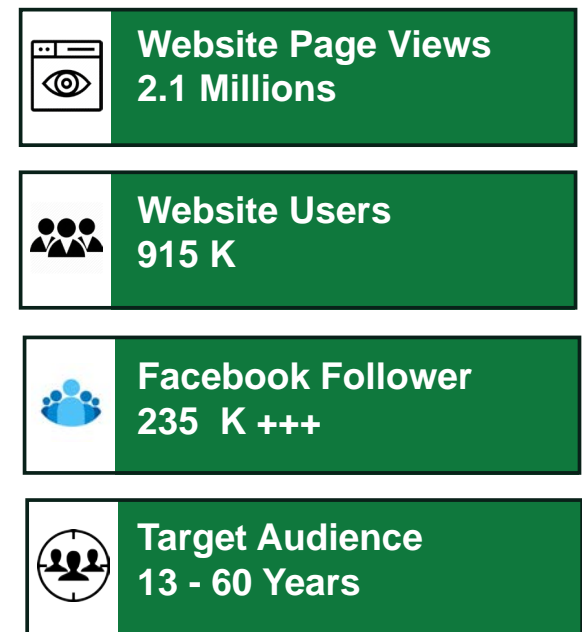 Website Page Views
2.1 Millions
Website Users
915 K
Facebook Follower
235 K +++
Target Audience
13 - 60 Years